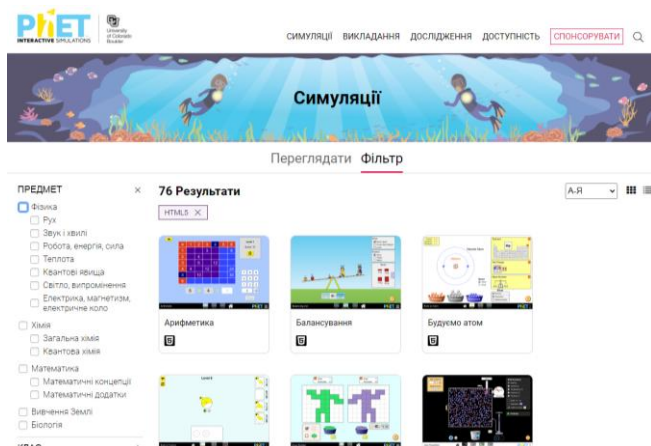 PhET
INTERACTIVE SIMULATIONS
University
of Colorado
Boulder
СИМУЛЯЦІЇ ВИКЛАДАННЯ ДОСЛІДЖЕННЯ ДОСТУПНІСТЬ СПОНСОРУВАТИ
Симуляції
Переглядати Фільтр
ПРЕДМЕТ ×
Фізика
Рух
Звук і хвилі
Робота, енергія, сила
Теплота
Квантові явища
Світло, випромінення
Електрика, магнетизм,
електричне коло
Хімія
Загальна хімія
Квантова хімія
Математика
Математичні концепції
Математичні додатки
Вивчення Землі
Біологія
76 Результати
А-Я
HTML5 ×
Арифметика
Балансування
Будуємо атом